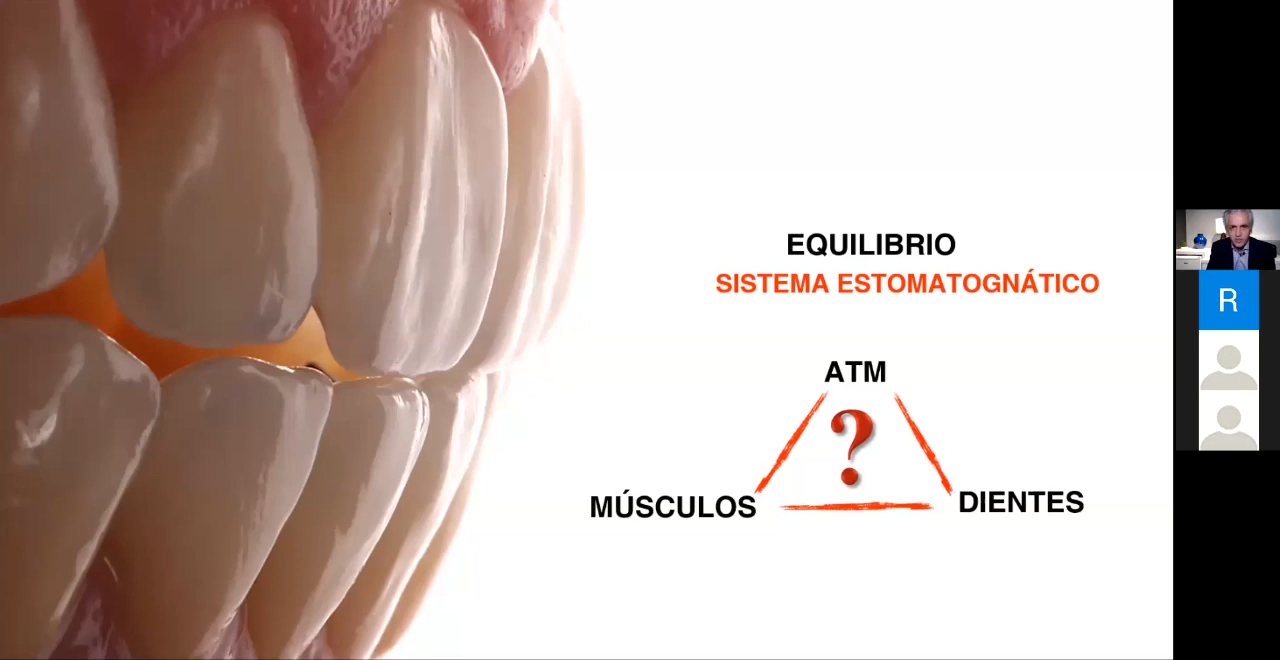 EQUILIBRIO
SISTEMA ESTOMATOGNÁTICO
ATM
?
MÚSCULOS
DIENTES
R